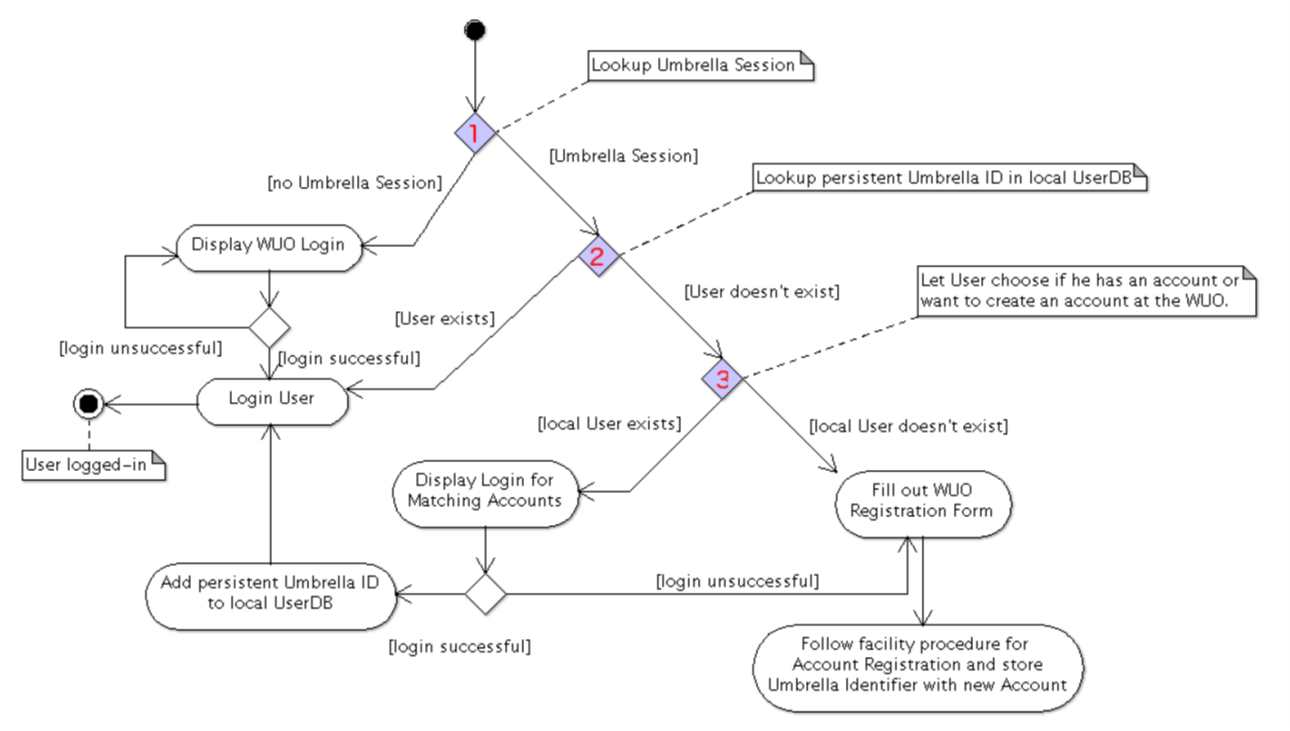 Lookup Umbrella Session
1
[Umbrella Session]
[no Umbrella Session]
Lookup persistent Umbrella ID in local UserDB
Display WUO Login
2
Let User choose if he has an account or
want to create an account at the WUO.
[User doesn't exist]
[User exists]
[login unsuccessful]
[login successful]
3
Login User
[local User exists]
[local User doesn't exist]
User logged-in
Display Login for
Matching Accounts
Fill out WUO
Registration Form
Add persistent Umbrella ID
to local UserDB
[login unsuccessful]
[login successful]
Follow facility procedure for
Account Registration and store
Umbrella Identifier with new Account